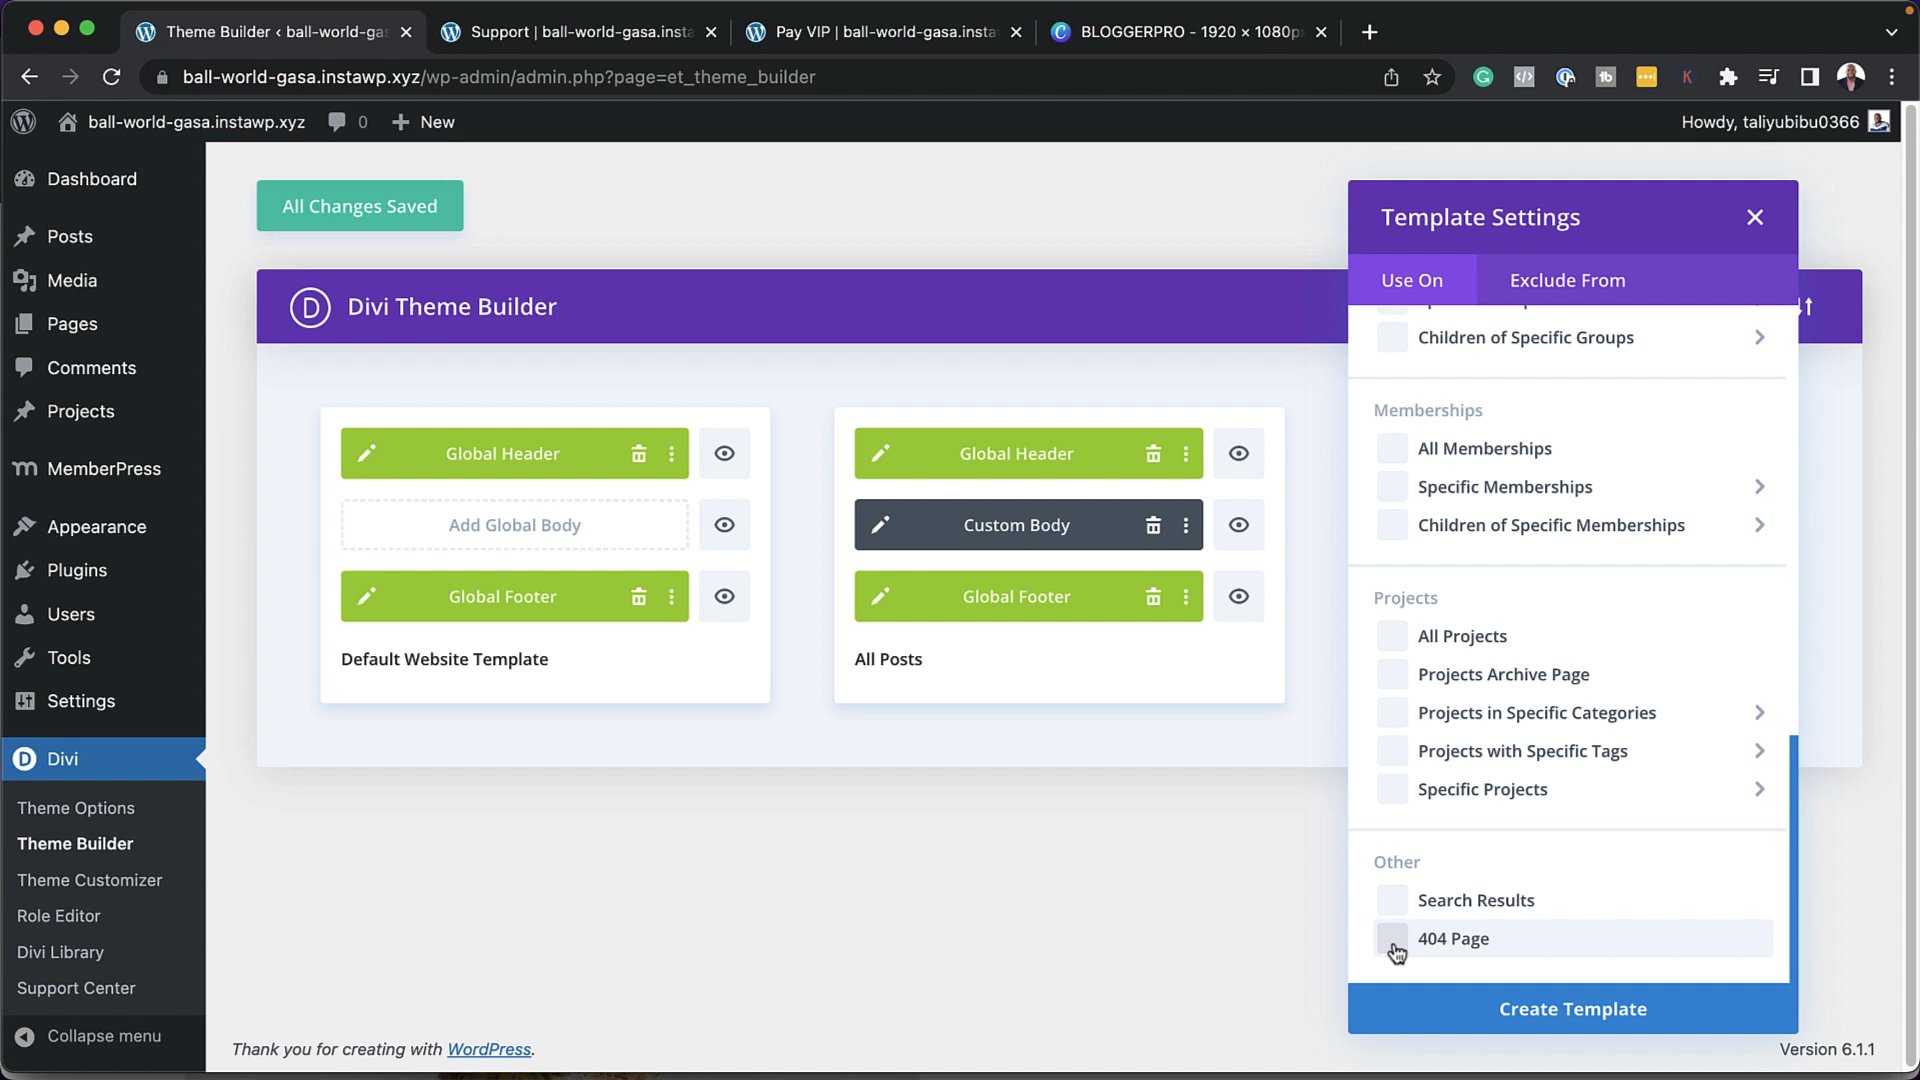 Theme Builder ‹ ball-world-gas
Support | ball-world-gasa.insta
Pay VIP | ball-world-gasa.insta
BLOGGERPRO - 1920 × 1080p
ball-world-gasa.instawp.xyz/wp-admin/admin.php?page=et_theme_builder
ball-world-gasa.instawp.xyz
0
New
Howdy, taliyubibu0366
Dashboard
Posts
Media
Pages
Comments
Projects
MemberPress
Appearance
Plugins
Users
Tools
Settings
Divi
Theme Options
Theme Builder
Theme Customizer
Role Editor
Divi Library
Support Center
Collapse menu
All Changes Saved
Divi Theme Builder
Global Header
Add Global Body
Global Footer
Default Website Template
Global Header
Custom Body
Global Footer
All Posts
Template Settings
Use On
Exclude From
Children of Specific Groups
Memberships
All Memberships
Specific Memberships
Children of Specific Memberships
Projects
All Projects
Projects Archive Page
Projects in Specific Categories
Projects with Specific Tags
Specific Projects
Other
Search Results
404 Page
Create Template
Thank you for creating with WordPress.
Version 6.1.1